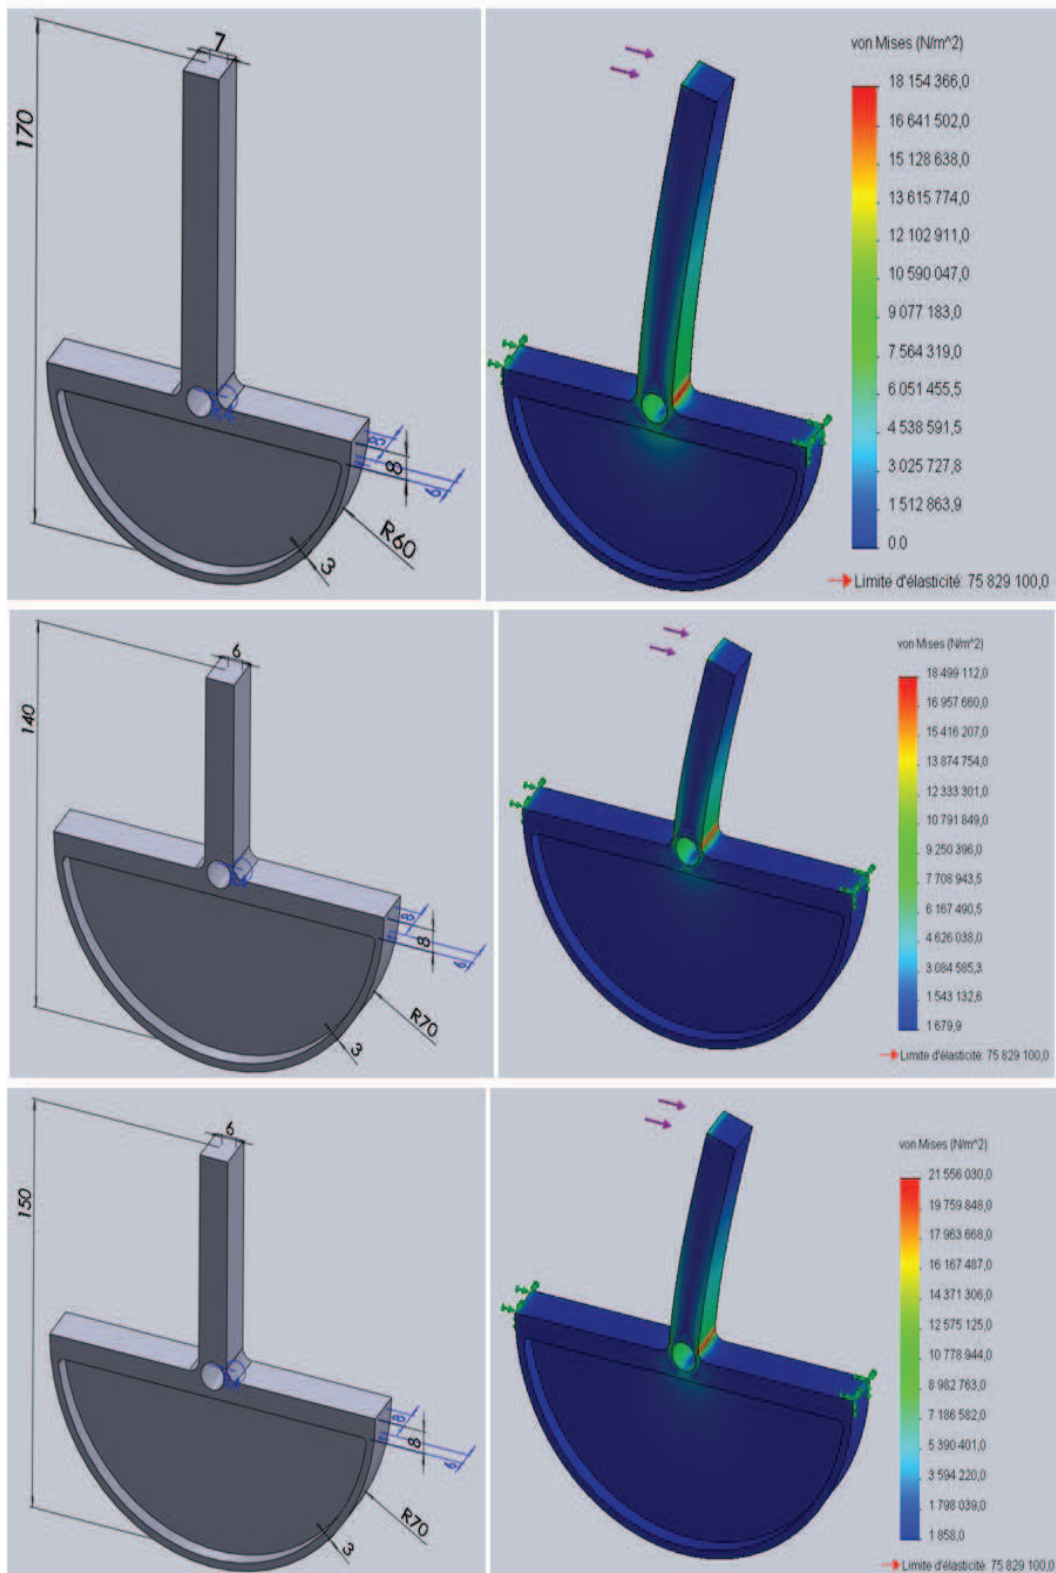 7
170
8
8
6
R60
3
von Mises (N/m^2)
18 154 366,0
16 641 502,0
15 128 638,0
13 615 774,0
12 102 911,0
10 590 047,0
9 077 183,0
7 564 319,0
6 051 455,5
4 538 591,5
3 025 727,8
1 512 863,9
0.0
Limite d'élasticité: 75 829 100,0
6
140
8
8
6
R70
3
von Mises (N/m^2)
18 499 112,0
16 957 660,0
15 416 207,0
13 874 754,0
12 333 301,0
10 791 849,0
9 250 396,0
7 708 943,5
6 167 490,5
4 626 038,0
3 084 585,3
1 543 132,6
1 679,9
Limite d'élasticité: 75 829 100,0
6
150
8
8
6
R70
3
von Mises (N/m^2)
21 556 030,0
19 759 848,0
17 963 668,0
16 167 487,0
14 371 306,0
12 575 125,0
10 778 944,0
8 982 763,0
7 186 582,0
5 390 401,0
3 594 220,0
1 798 039,0
1 858,0
Limite d'élasticité: 75 829 100,0